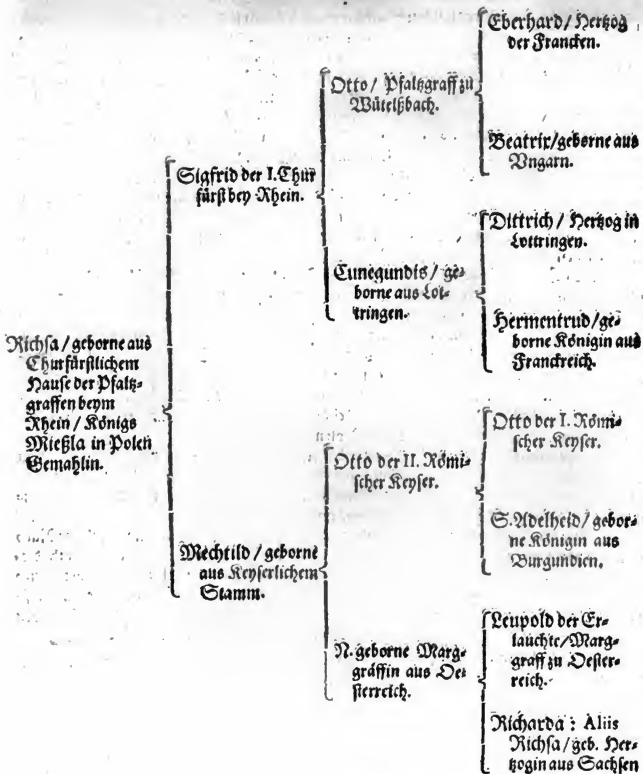 Richsa / geborne aus
Churfürstlichem
Hause der Pfaltz-
graffen beym
Rhein / Königs
Mießla in Polen
Gemahlin.
Sigfrid der I. Chur
fürst bey Rhein.
Mechtild / geborne
aus Keyserlichem
Stamm.
Otto / Pfaltzgraff zu
Wütelßbach.
Cunegundis / ge-
borne aus Lot-
tringen.
Otto der II. Römi-
scher Keyser.
N. geborne Marg-
gräffin aus Oe-
sterreich.
Eberhard / Hertzog
der Francken.
Beatrix / geborne aus
Vngarn.
Dittrich / Hertzog in
Lottringen.
Hermentrud / ge-
borne Königin aus
Franckreich.
Otto der I. Römi-
scher Keyser.
S. Adelheid / gebor-
ne Königin aus
Burgundien.
Leupold der Er-
lauchte / Marg-
graff zu Oester-
reich.
Richarda : Aliis
Richsa / geb. Her-
tzogin aus Sachsen